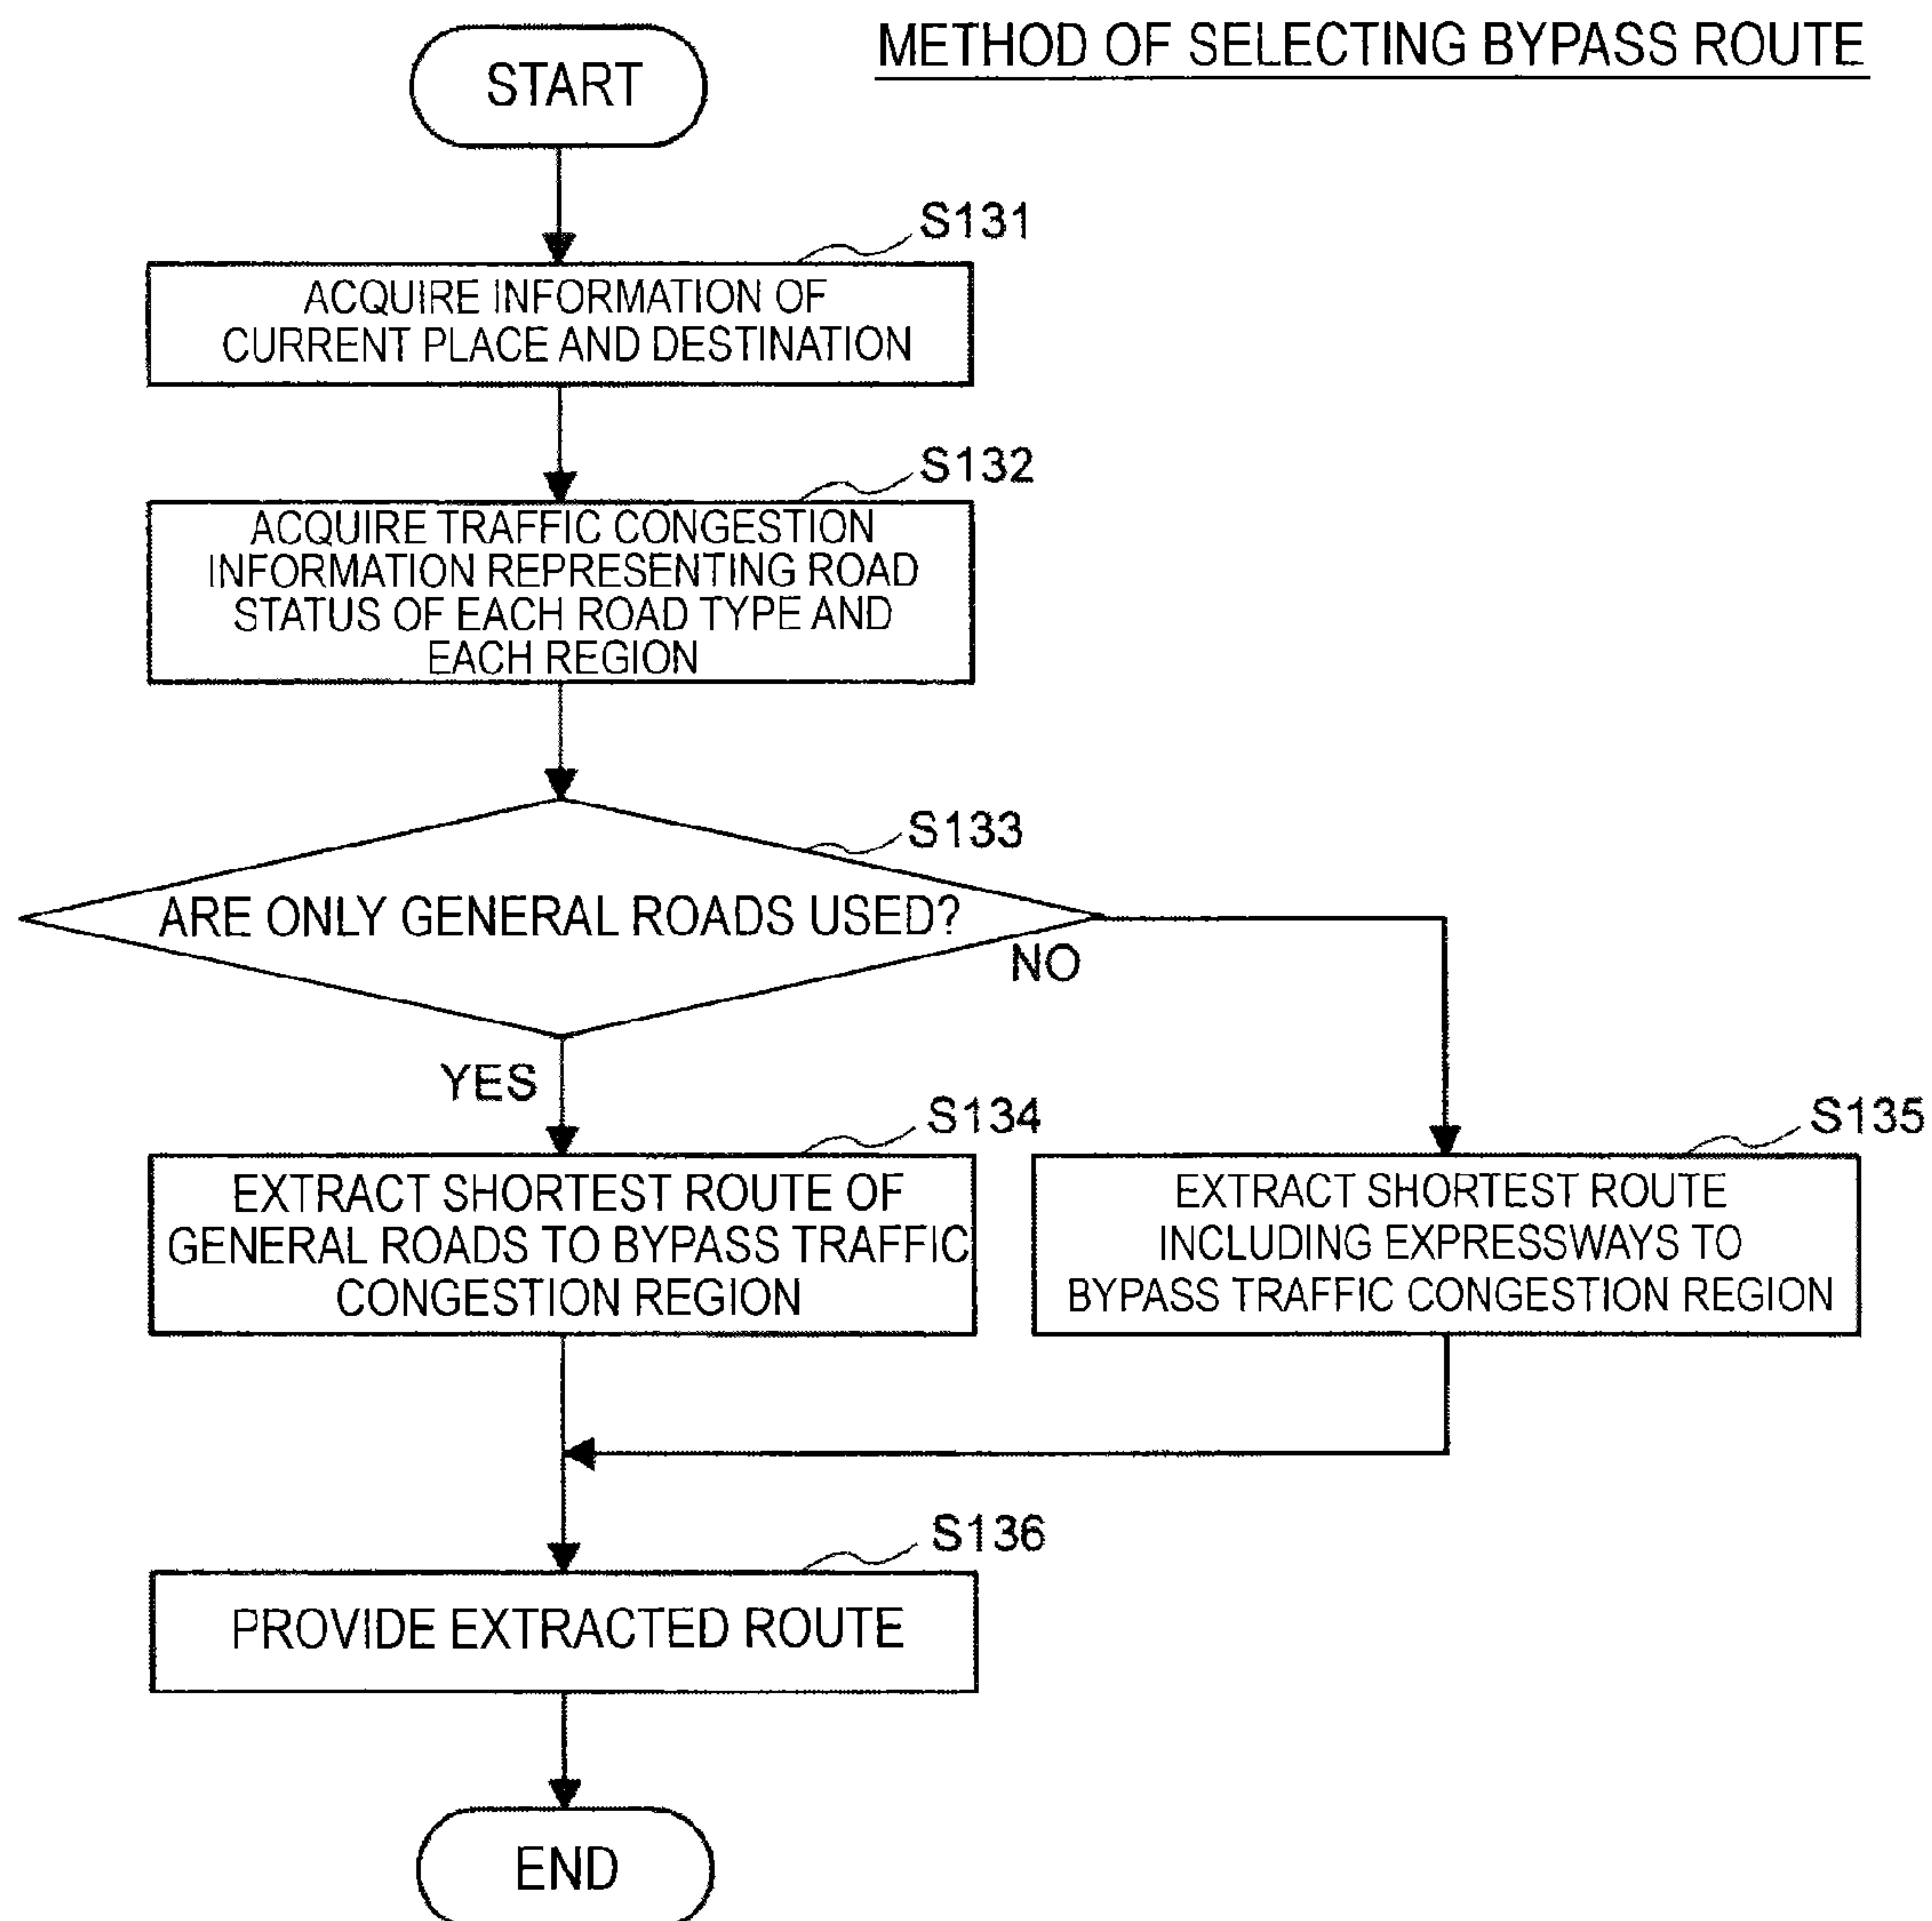 METHOD OF SELECTING BYPASS ROUTE
START
S131
ACQUIRE INFORMATION OF
CURRENT PLACE AND DESTINATION
S132
ACQUIRE TRAFFIC CONGESTION
INFORMATION REPRESENTING ROAD
STATUS OF EACH ROAD TYPE AND
EACH REGION
S133
ARE ONLY GENERAL ROADS USED?
NO
YES
S134
EXTRACT SHORTEST ROUTE OF
GENERAL ROADS TO BYPASS TRAFFIC
CONGESTION REGION
S135
EXTRACT SHORTEST ROUTE
INCLUDING EXPRESSWAYS TO
BYPASS TRAFFIC CONGESTION REGION
S136
PROVIDE EXTRACTED ROUTE
END